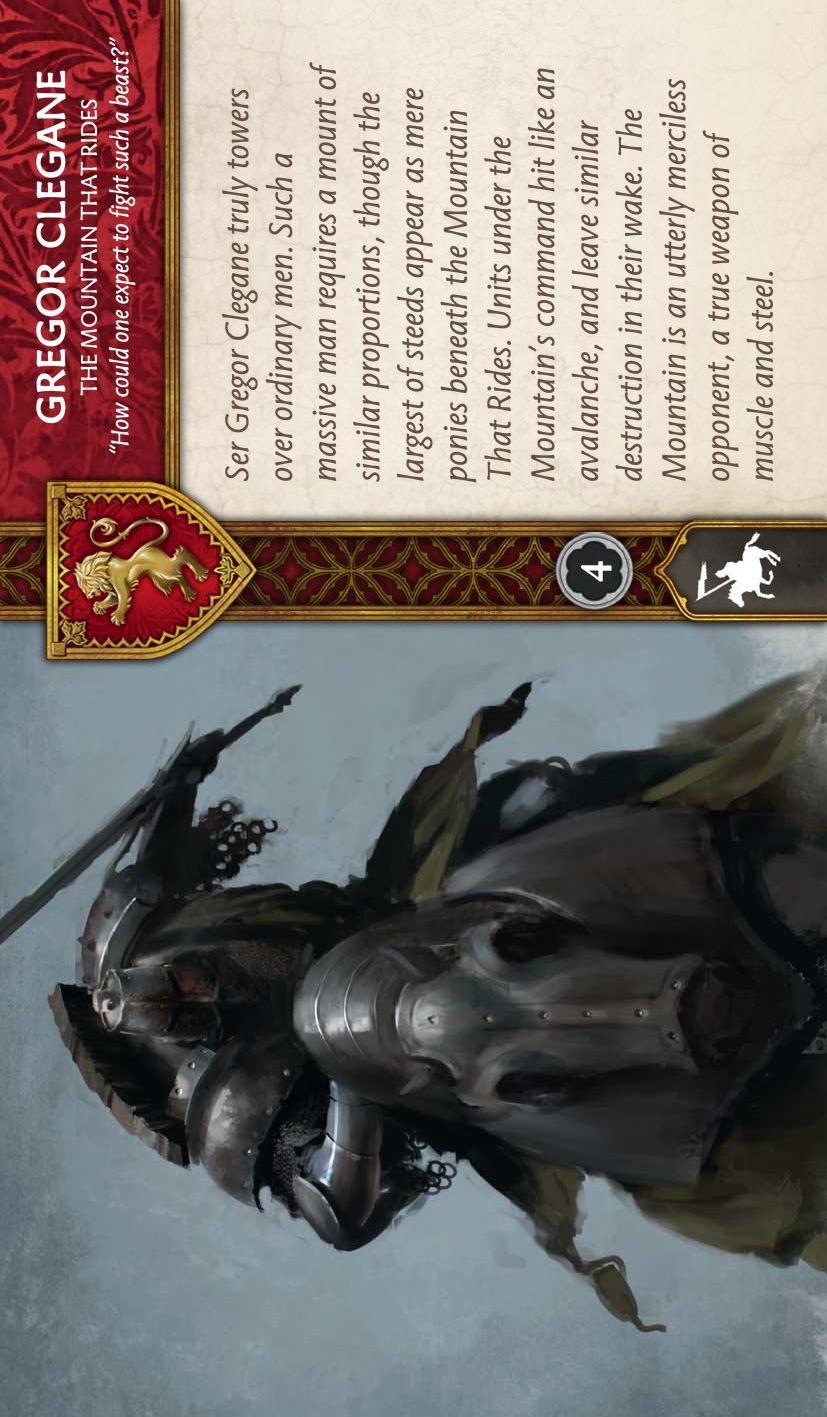 GREGOR CLEGANE
THE MOUNTAIN THAT RIDES
“How could one expect to fight such a beast?”
Ser Gregor Clegane truly towers
over ordinary men. Such a
massive man requires a mount of
similar proportions, though the
largest of steeds appear as mere
ponies beneath the Mountain
That Rides. Units under the
Mountain’s command hit like an
avalanche, and leave similar
destruction in their wake. The
Mountain is an utterly merciless
opponent, a true weapon of
muscle and steel.
4